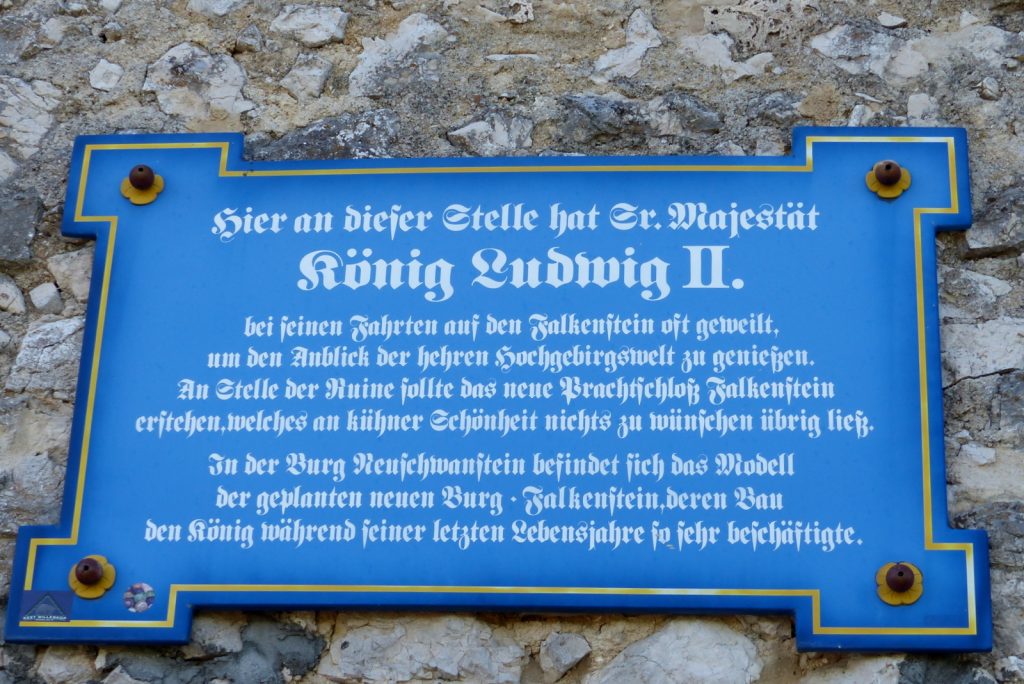 Hier an dieſer Stelle hat Sr. Majestät
König Ludwig II.
bei ſeinen Fahrten auf den Falkenſtein oft geweilt,
um den Anblick der hehren Hochgebirgswelt zu genießen.
An Stelle der Ruine ſollte das neue Prachtſchloß Falkenſtein
erſtehen, welches an kühner Schönheit nichts zu wünſchen übrig ließ.
In der Burg Neuſchwanſtein befindet ſich das Modell
der geplanten neuen Burg · Falkenſtein, deren Bau
den König während ſeiner letzten Lebensjahre ſo ſehr beſchäftigte.